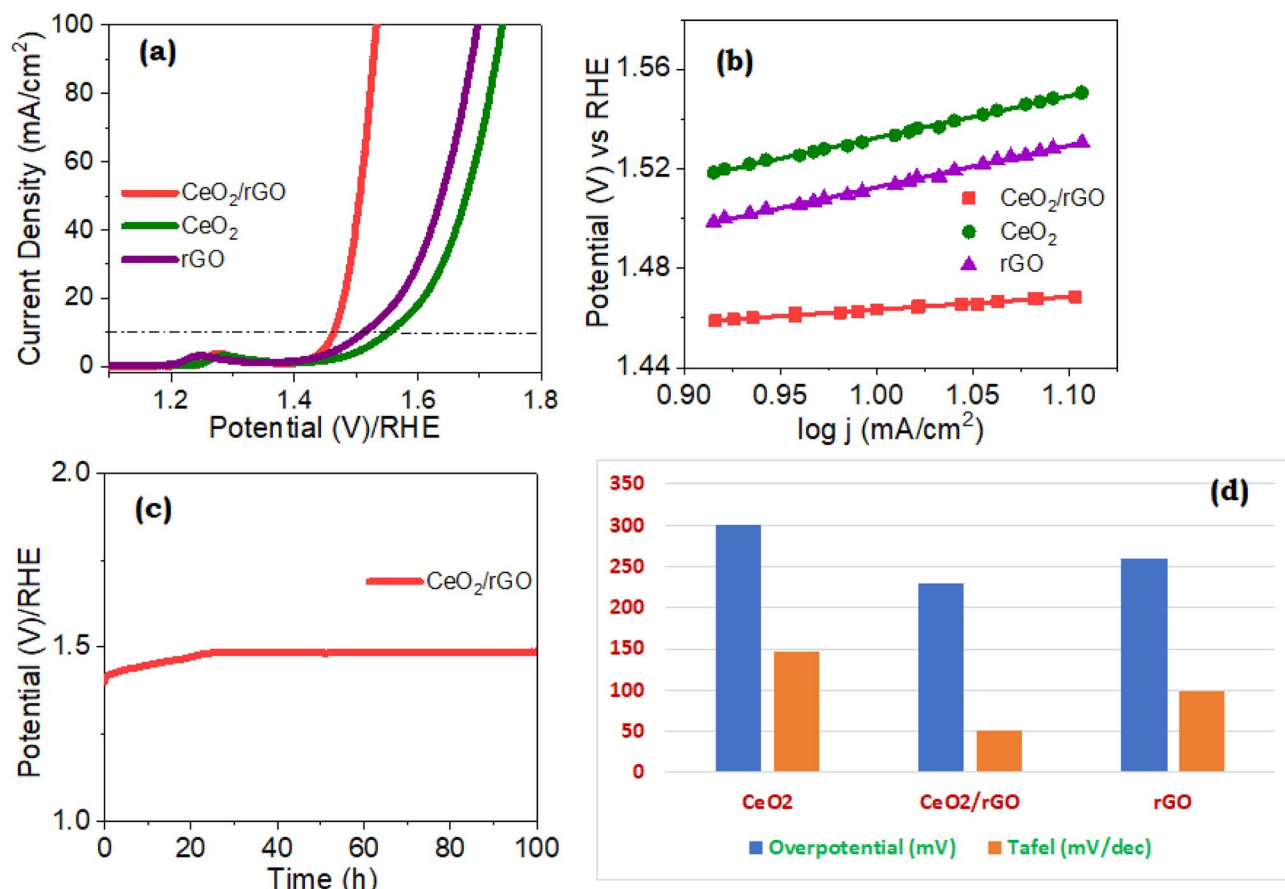 (a)
Current Density (mA/cm²)
100
80
60
40
20
0
CeO₂/rGO
CeO₂
rGO
1.2 1.4 1.6 1.8
Potential (V)/RHE
(b)
Potential (V) vs RHE
1.56
1.52
1.48
1.44
CeO₂/rGO
CeO₂
rGO
0.90 0.95 1.00 1.05 1.10
log j (mA/cm²)
(c)
Potential (V)/RHE
2.0
1.5
1.0
CeO₂/rGO
0 20 40 60 80 100
Time (h)
(d)
350
300
250
200
150
100
50
0
CeO2 CeO2/rGO rGO
Overpotential (mV) Tafel (mV/dec)